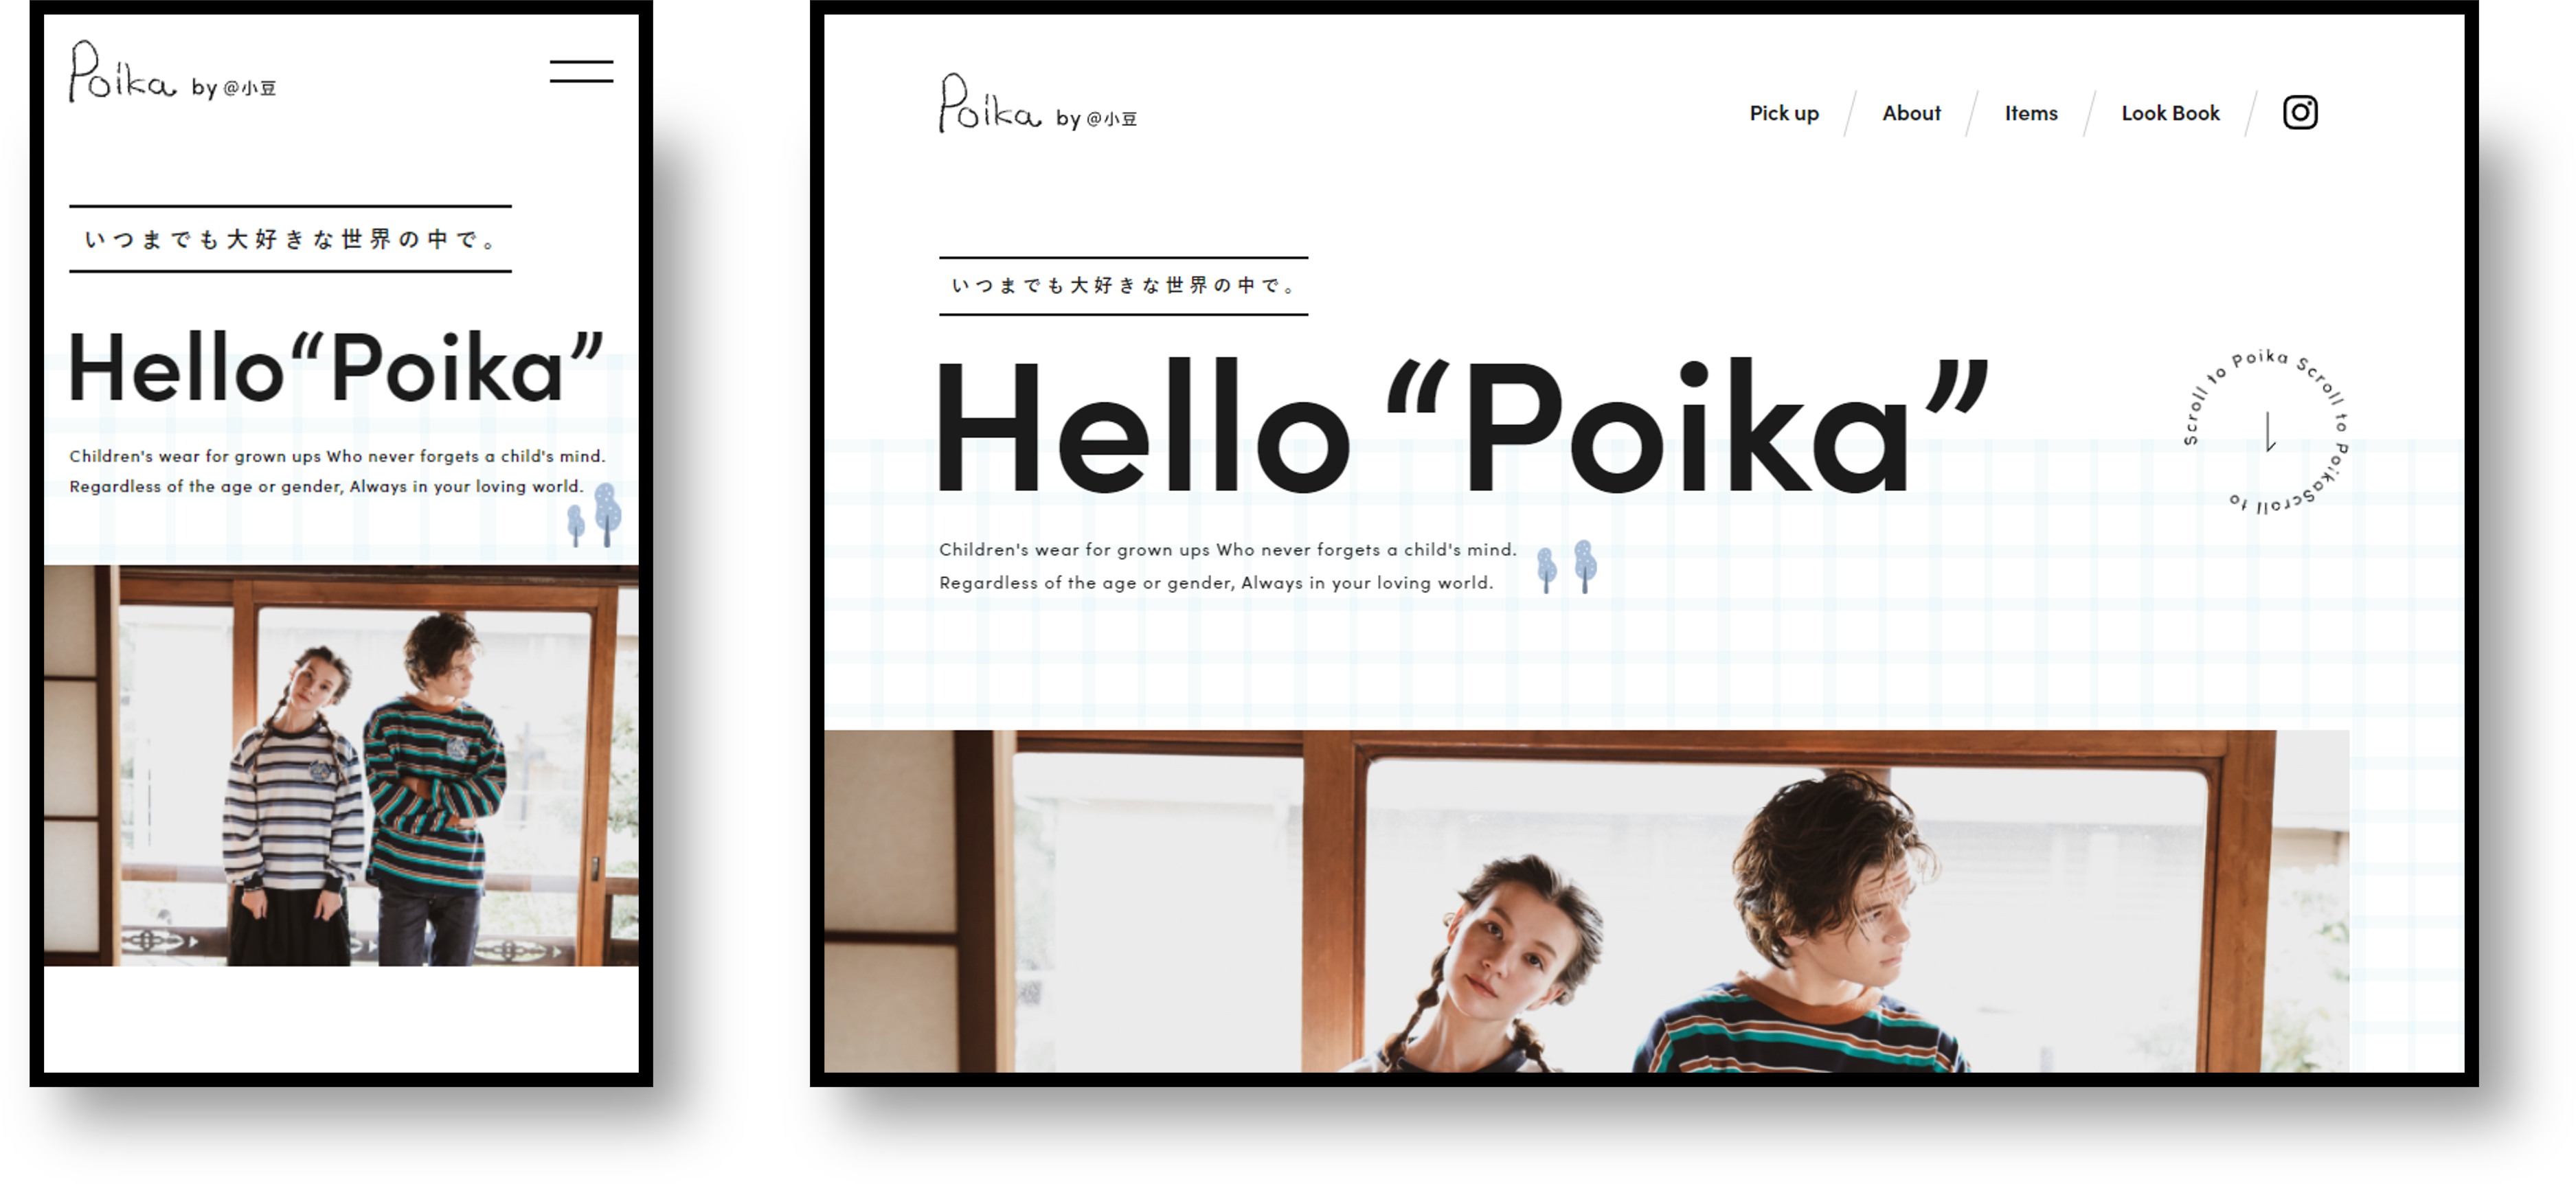 Poika by @小豆
いつまでも大好きな世界の中で。
Hello “Poika”
Children's wear for grown ups Who never forgets a child's mind.
Regardless of the age or gender, Always in your loving world.
Poika by @小豆
Pick up
About
Items
Look Book
いつまでも大好きな世界の中で。
Hello “Poika”
Scroll to Poika Scroll to PoikaScroll to
Children's wear for grown ups Who never forgets a child's mind.
Regardless of the age or gender, Always in your loving world.